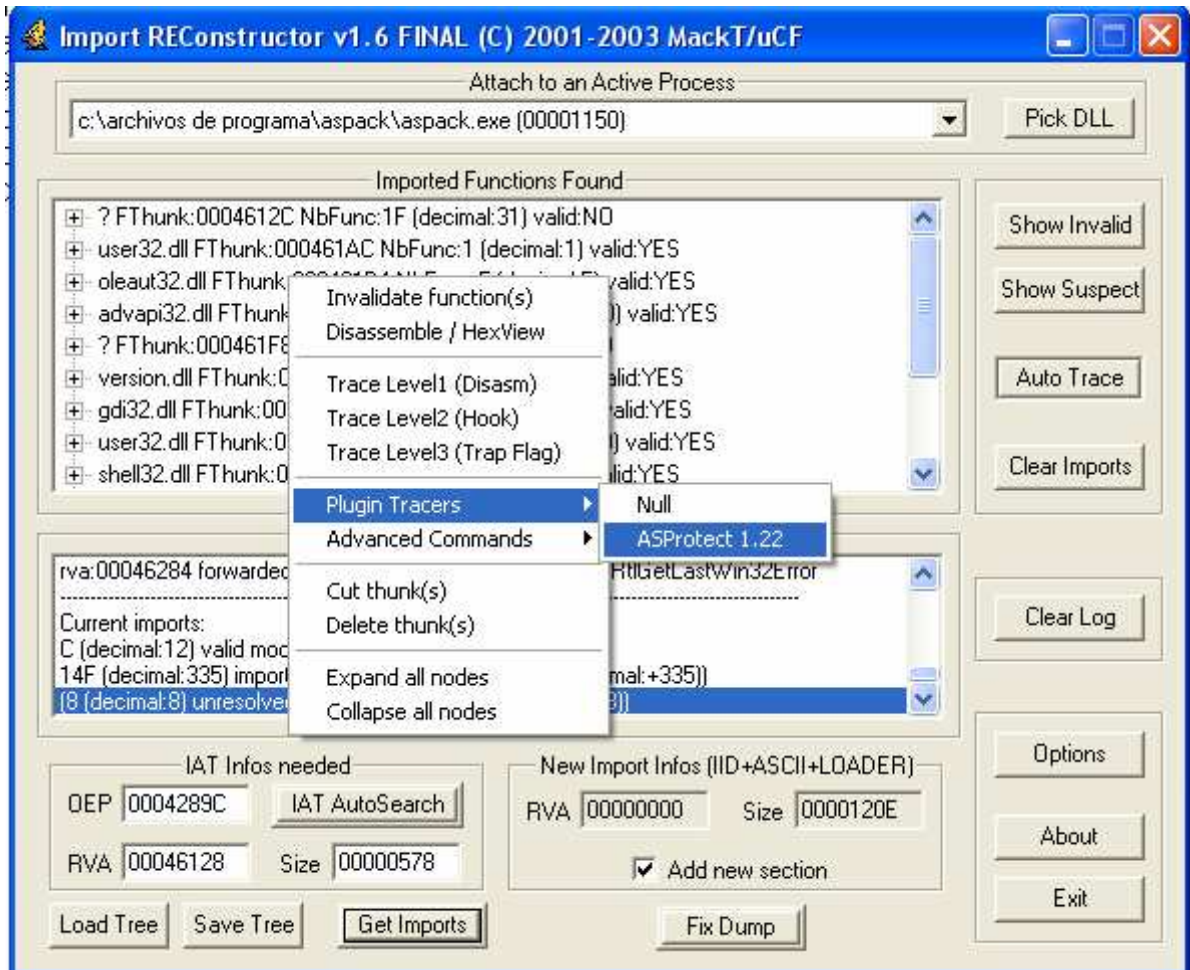 Import REConstructor v1.6 FINAL (C) 2001-2003 MackT/uCF
Attach to an Active Process
c:\archivos de programa\aspack\aspack.exe (00001150)
Pick DLL
Imported Functions Found
? FThunk:0004612C NbFunc:1F (decimal:31) valid:NO
user32.dll FThunk:000461AC NbFunc:1 (decimal:1) valid:YES
oleaut32.dll FThunk valid:YES
advapi32.dll FThunk ) valid:YES
? FThunk:000461F8
version.dll FThunk:0 alid:YES
gdi32.dll FThunk:00 valid:YES
user32.dll FThunk:0 ) valid:YES
shell32.dll FThunk:0 lid:YES
Show Invalid
Show Suspect
Auto Trace
Clear Imports
Invalidate function(s)
Disassemble / HexView
Trace Level1 (Disasm)
Trace Level2 (Hook)
Trace Level3 (Trap Flag)
Plugin Tracers
Advanced Commands
Cut thunk(s)
Delete thunk(s)
Expand all nodes
Collapse all nodes
Null
ASProtect 1.22
rva:00046284 forwarded RtlGetLastWin32Error
Current imports:
C (decimal:12) valid mod
14F (decimal:335) import mal:+335))
(8 (decimal:8) unresolve 8))
Clear Log
IAT Infos needed
OEP 0004289C IAT AutoSearch
RVA 00046128 Size 00000578
New Import Infos (IID+ASCII+LOADER)
RVA 00000000 Size 0000120E
Add new section
Options
About
Exit
Load Tree Save Tree Get Imports Fix Dump